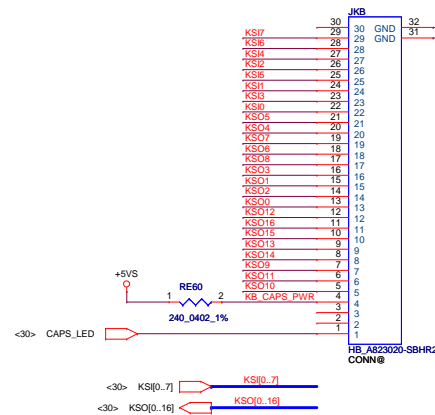 JKB
30 30 GND 32
KSI7 29 29 GND 31
KSI6 28 28
KSI4 27 27
KSI2 26 26
KSI5 25 25
KSI1 24 24
KSI3 23 23
KSI0 22 22
KSO5 21 21
KSO4 20 20
KSO7 19 19
KSO6 18 18
KSO8 17 17
KSO3 16 16
KSO1 15 15
KSO2 14 14
KSO0 13 13
KSO12 12 12
KSO16 11 11
KSO15 10 10
KSO13 9 9
KSO14 8 8
KSO9 7 7
KSO11 6 6
KSO10 5 5
+5VS
RE60
1 2 KB_CAPS_PWR 4 4
240_0402_1%
3 3
2 2
<30> CAPS_LED 1 1
HB_A823020-SBHR2
CONN@
<30> KSI[0..7] KSI[0..7]
<30> KSO[0..16] KSO[0..16]